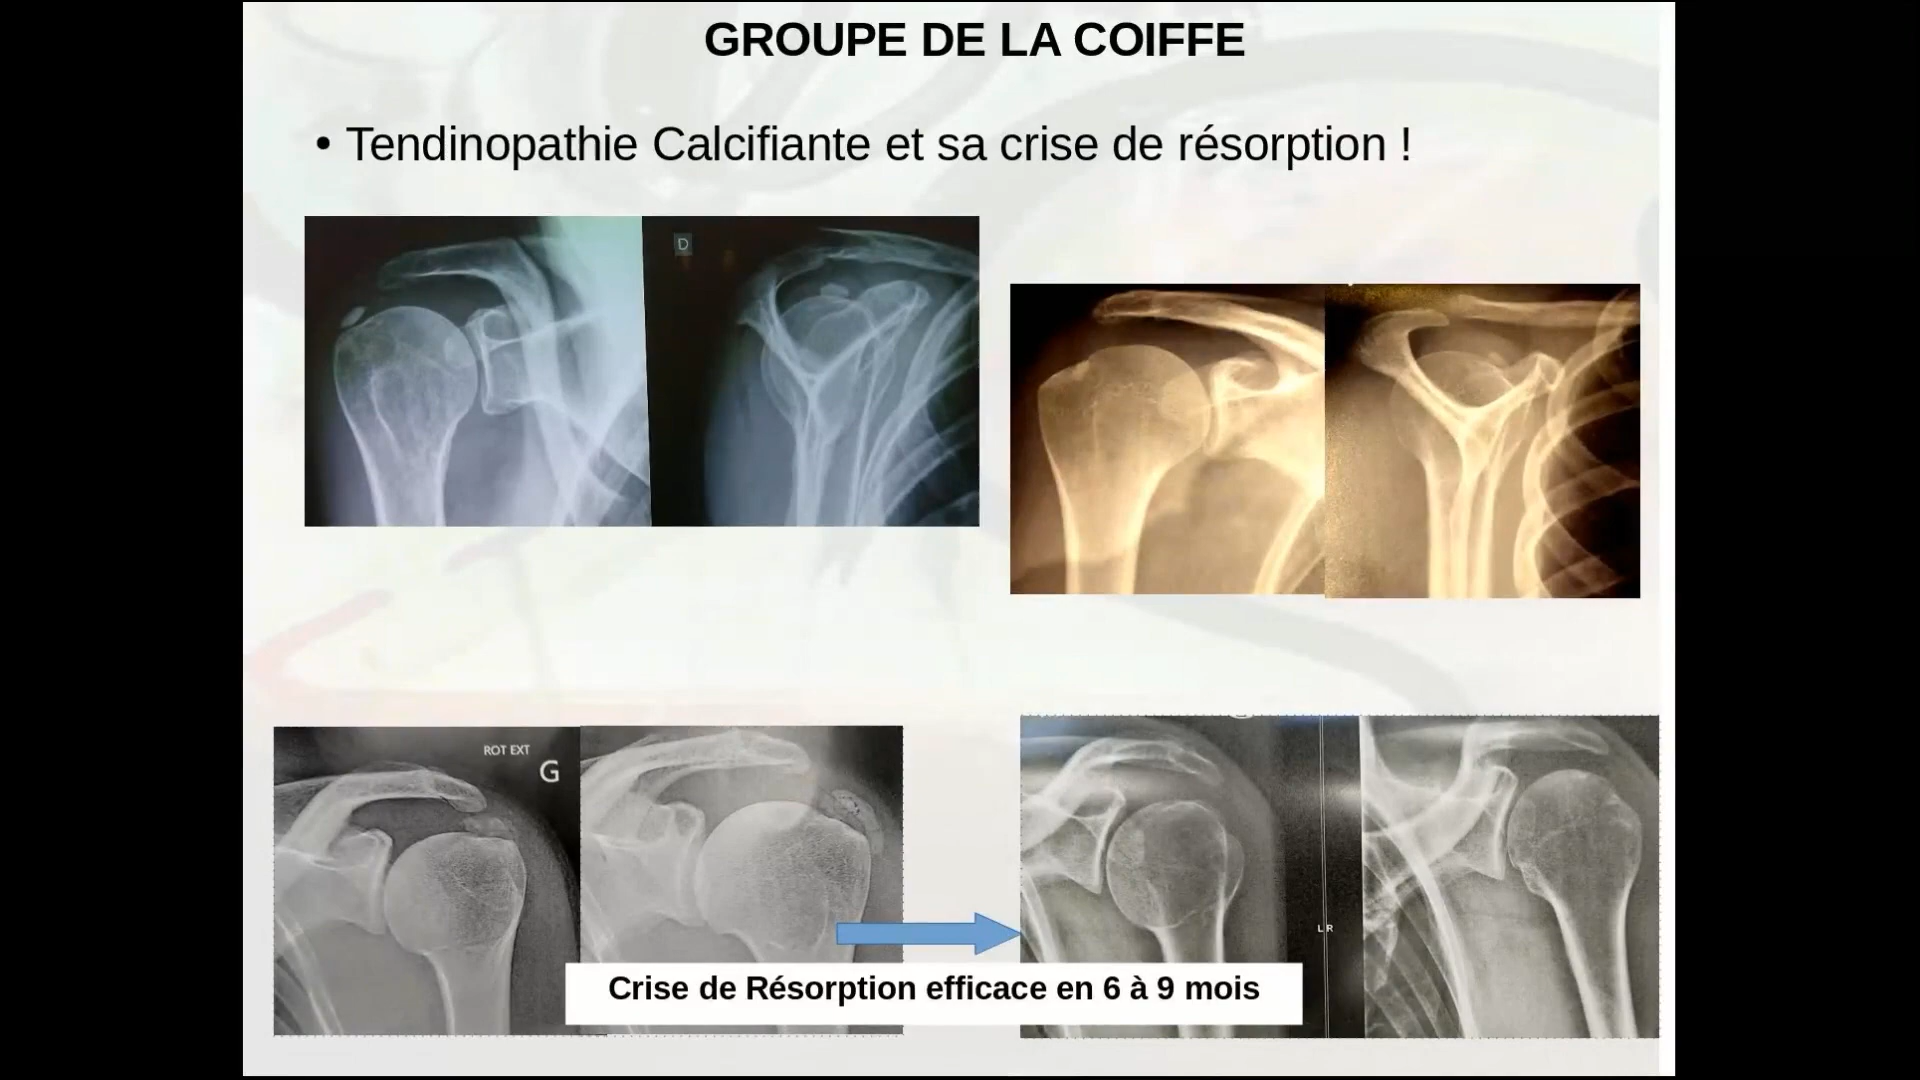 GROUPE DE LA COIFFE
• Tendinopathie Calcifiante et sa crise de résorption !
D
ROT EXT
G
L R
Crise de Résorption efficace en 6 à 9 mois